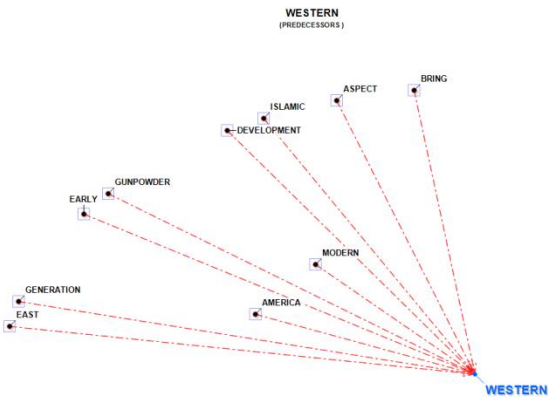 WESTERN
(PREDECESSORS )
BRING
ASPECT
ISLAMIC
DEVELOPMENT
GUNPOWDER
EARLY
MODERN
GENERATION
AMERICA
EAST
WESTERN